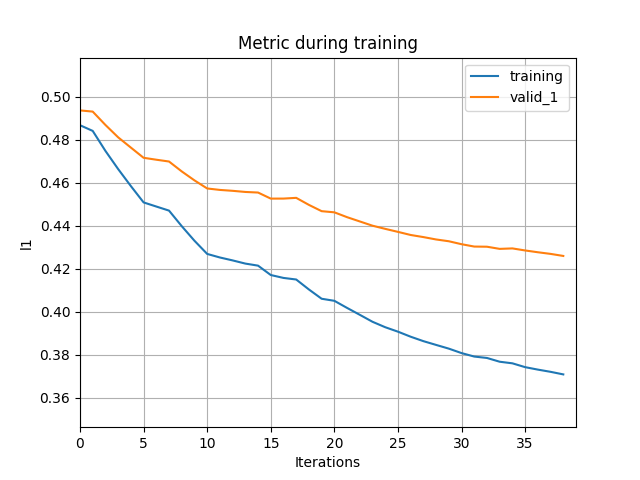 Metric during training
training
valid_1
0.50
0.48
0.46
0.44
0.42
0.40
0.38
0.36
l1
0 5 10 15 20 25 30 35
Iterations